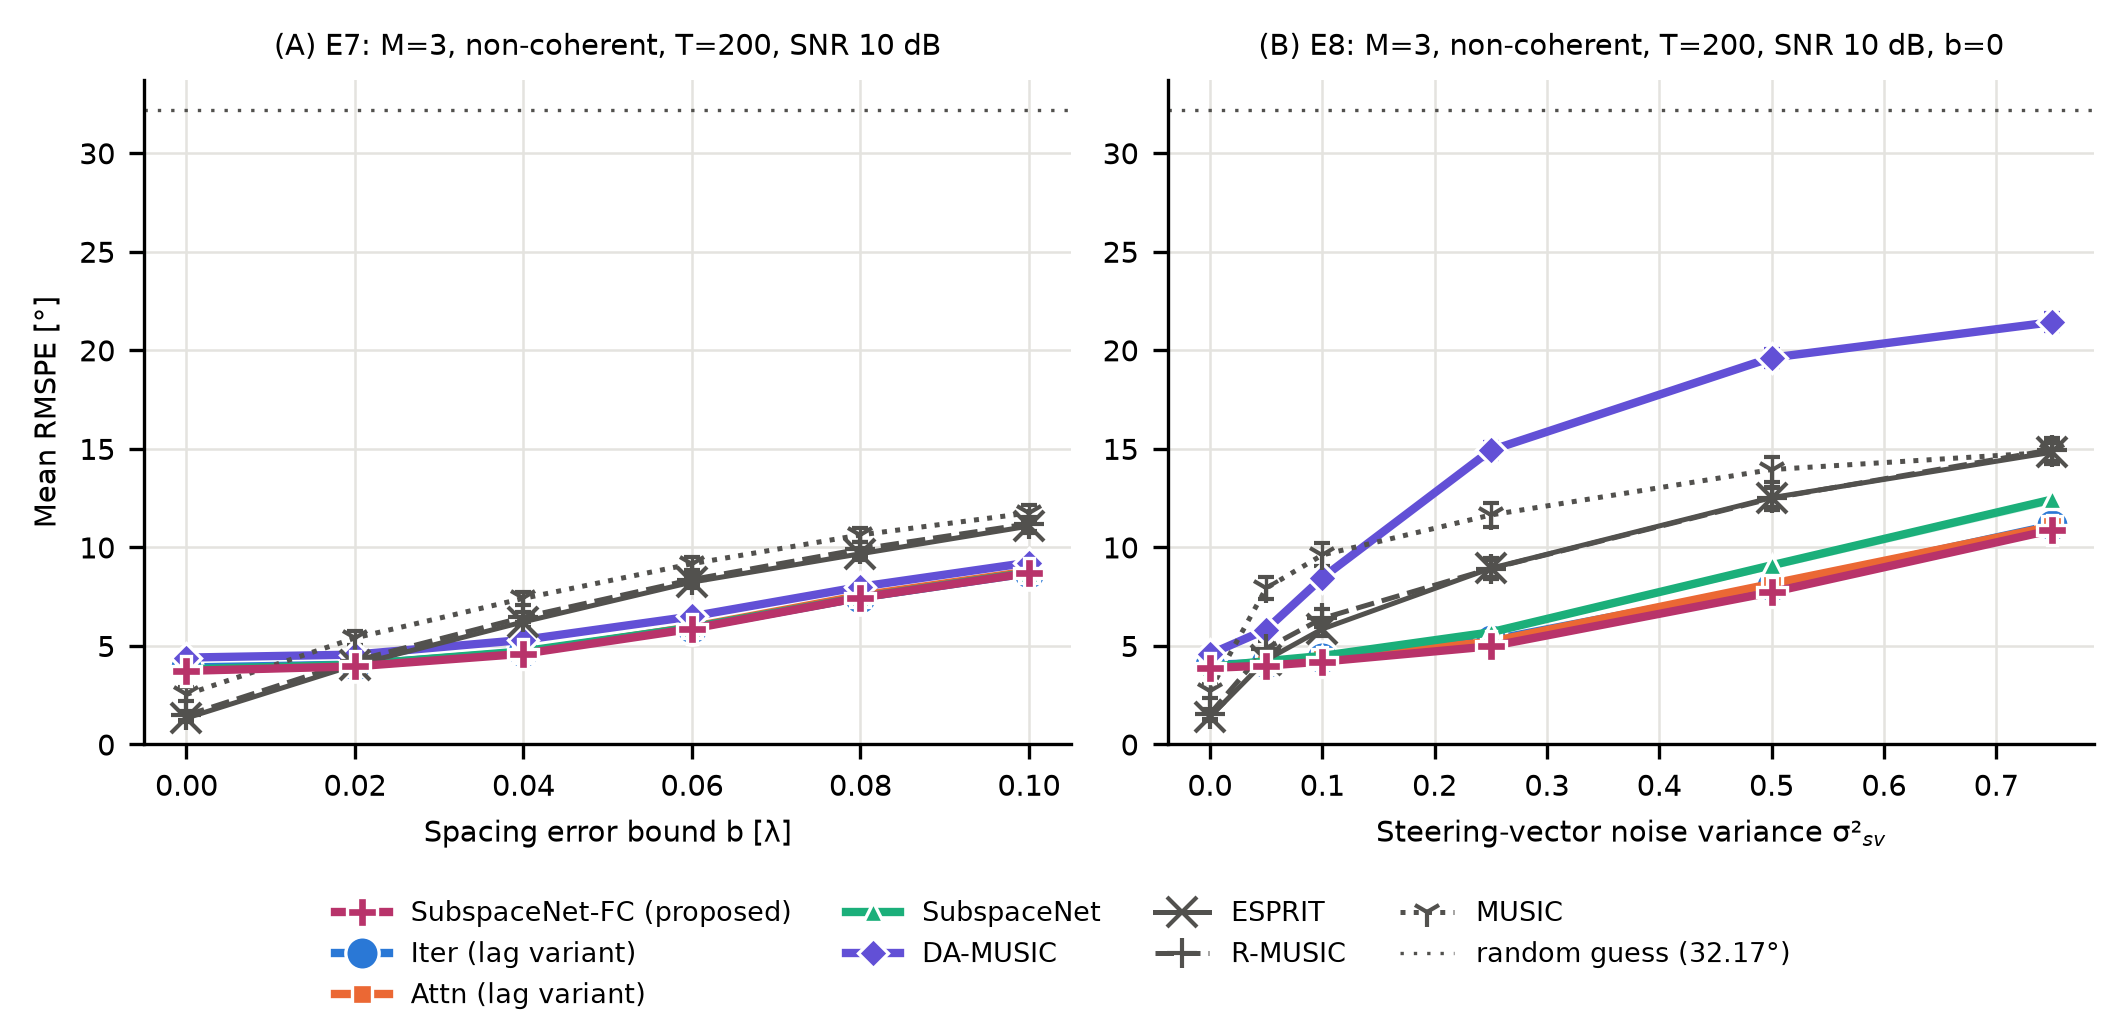 (A) E7: M=3, non-coherent, T=200, SNR 10 dB
Mean RMSPE [°]
30
25
20
15
10
5
0
0.00 0.02 0.04 0.06 0.08 0.10
Spacing error bound b [λ]
(B) E8: M=3, non-coherent, T=200, SNR 10 dB, b=0
30
25
20
15
10
5
0
0.0 0.1 0.2 0.3 0.4 0.5 0.6 0.7
Steering-vector noise variance σ²sv
SubspaceNet-FC (proposed)
Iter (lag variant)
Attn (lag variant)
SubspaceNet
DA-MUSIC
ESPRIT
R-MUSIC
MUSIC
random guess (32.17°)